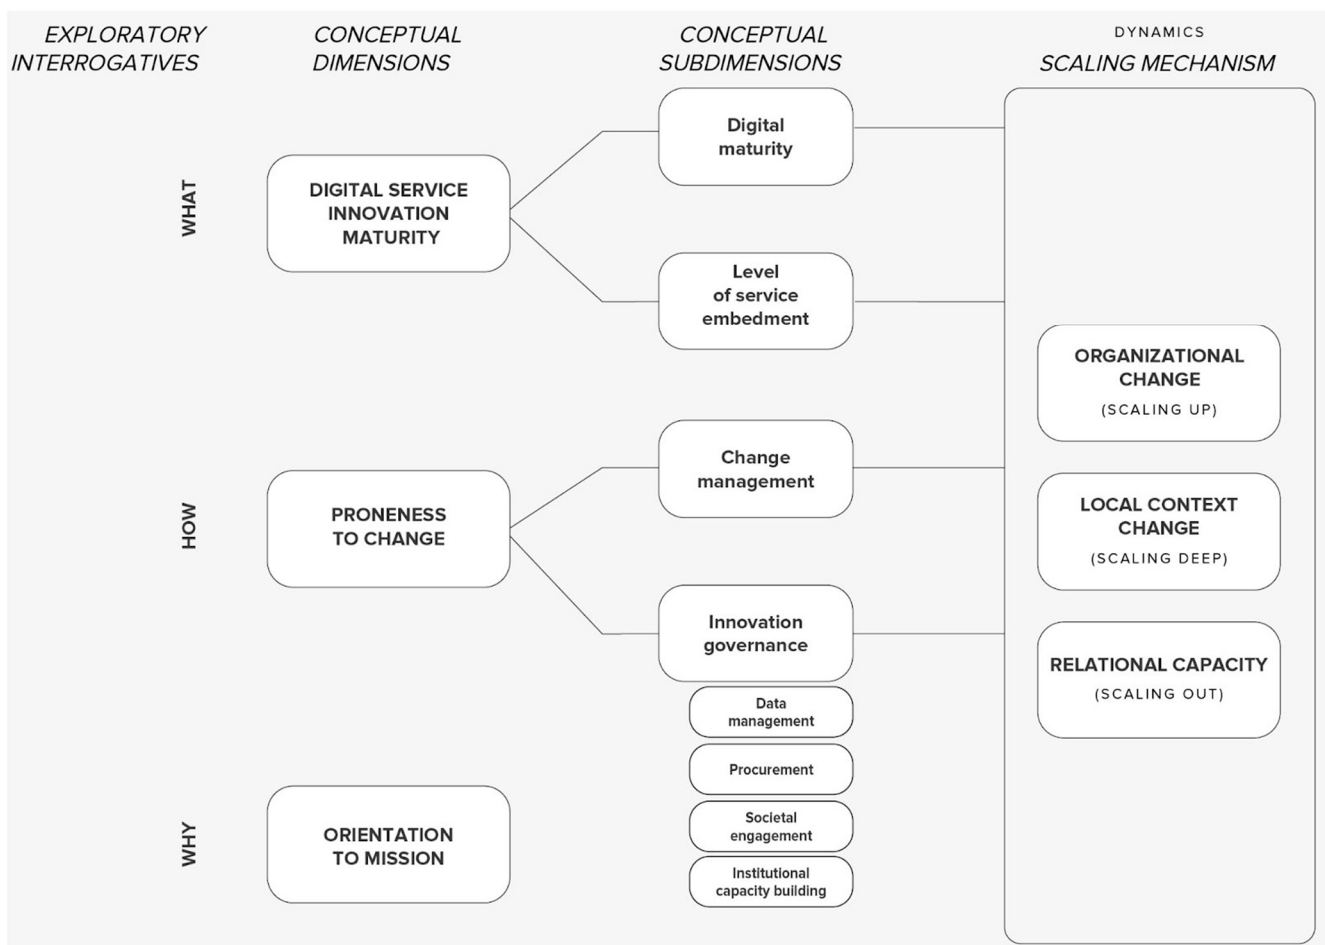 EXPLORATORY
INTERROGATIVES
CONCEPTUAL
DIMENSIONS
CONCEPTUAL
SUBDIMENSIONS
DYNAMICS
SCALING MECHANISM
WHAT
DIGITAL SERVICE
INNOVATION
MATURITY
Digital
maturity
Level
of service
embedment
HOW
PRONENESS
TO CHANGE
Change
management
Innovation
governance
Data
management
Procurement
Societal
engagement
Institutional
capacity building
WHY
ORIENTATION
TO MISSION
ORGANIZATIONAL
CHANGE
(SCALING UP)
LOCAL CONTEXT
CHANGE
(SCALING DEEP)
RELATIONAL CAPACITY
(SCALING OUT)